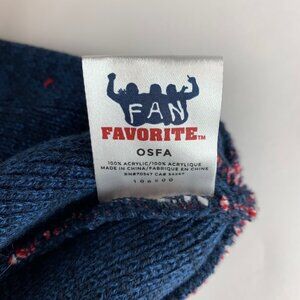 FAN
FAVORITE™
OSFA
100% ACRYLIC/100% ACRYLIQUE
MADE IN CHINA/FABRIQUE EN CHINE